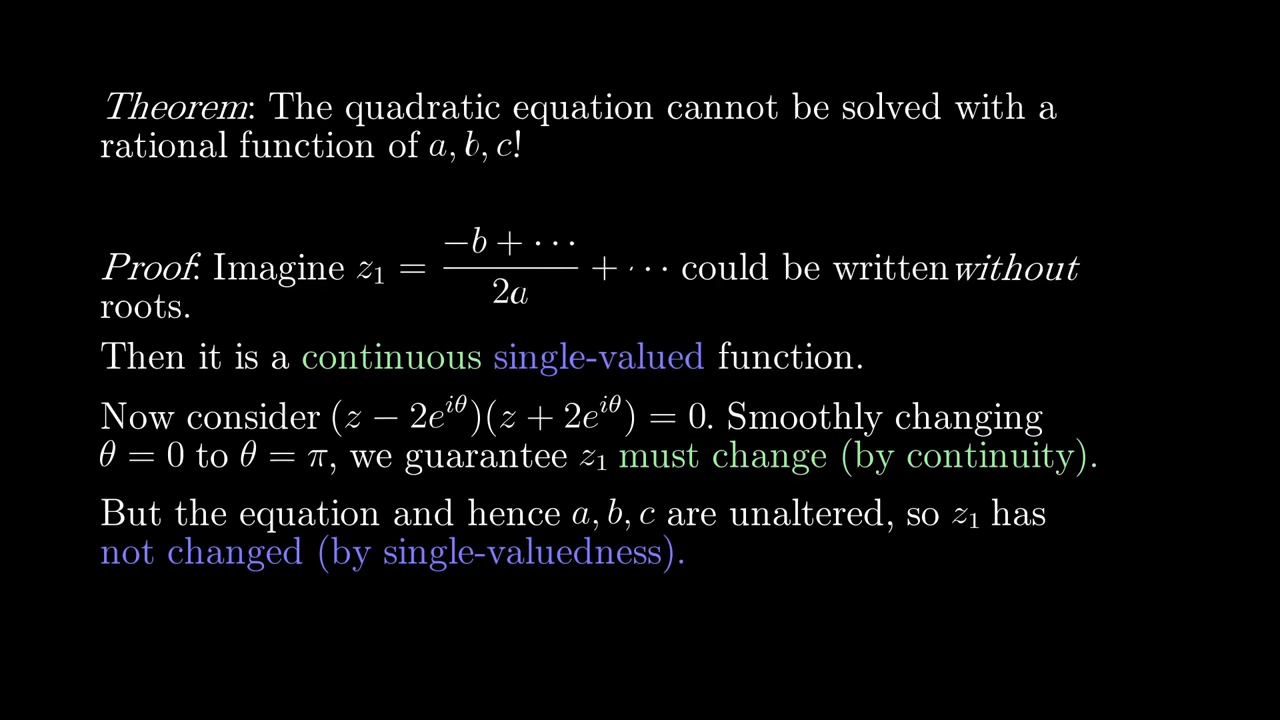 Theorem: The quadratic equation cannot be solved with a
rational function of a, b, c!
Proof: Imagine z₁ = (−b + ⋯)/(2a) + ⋯ could be written without
roots.
Then it is a continuous single-valued function.
Now consider (z − 2e^{iθ})(z + 2e^{iθ}) = 0. Smoothly changing
θ = 0 to θ = π, we guarantee z₁ must change (by continuity).
But the equation and hence a, b, c are unaltered, so z₁ has
not changed (by single-valuedness).